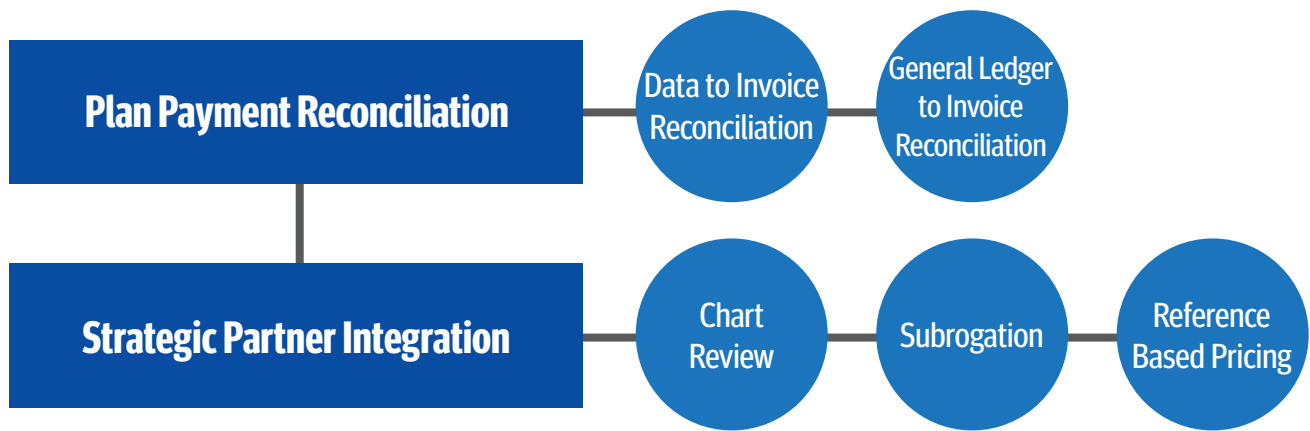 Plan Payment Reconciliation
Data to Invoice
Reconciliation
General Ledger
to Invoice
Reconciliation
Strategic Partner Integration
Chart
Review
Subrogation
Reference
Based Pricing